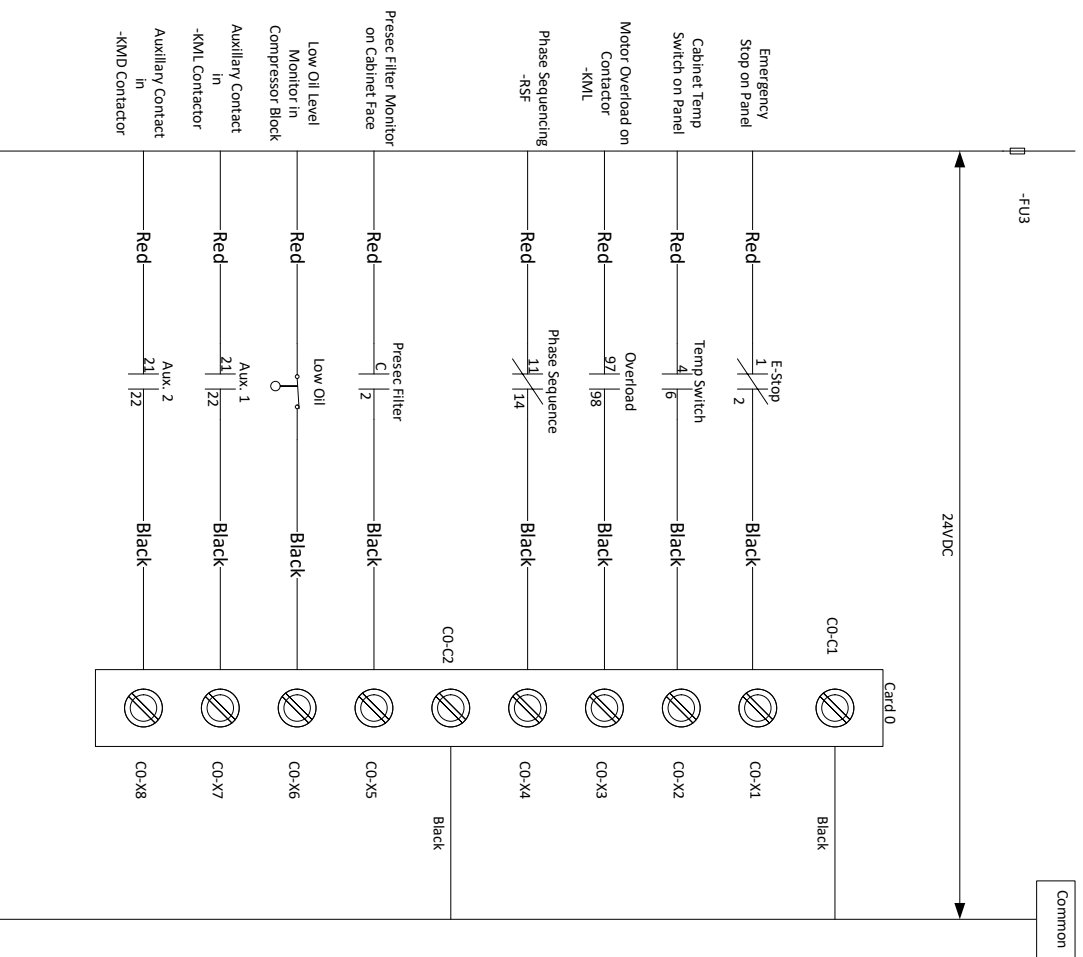 -FU3
24VDC
Common
Card 0
C0-C1
Black
Emergency
Stop on Panel
Red
E-Stop
1
2
Black
C0-X1
Cabinet Temp
Switch on Panel
Red
Temp Switch
4
6
Black
C0-X2
Motor Overload on
Contactor
-KML
Red
Overload
97
98
Black
C0-X3
Phase Sequencing
-RSF
Red
Phase Sequence
11
14
Black
C0-X4
C0-C2
Black
Presec Filter Monitor
on Cabinet Face
Red
Presec Filter
C
2
Black
C0-X5
Low Oil Level
Monitor in
Compressor Block
Red
Low Oil
Black
C0-X6
Auxillary Contact
in
-KML Contactor
Red
Aux. 1
21
22
Black
C0-X7
Auxillary Contact
in
-KMD Contactor
Red
Aux. 2
21
22
Black
C0-X8